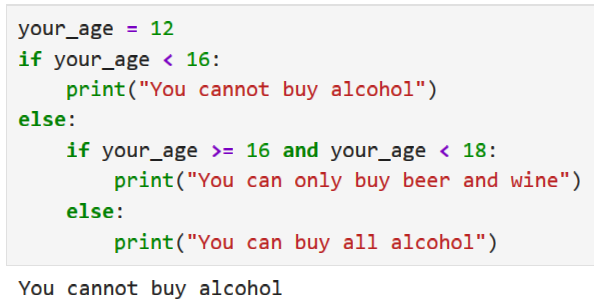 your_age = 12
if your_age < 16:
    print("You cannot buy alcohol")
else:
    if your_age >= 16 and your_age < 18:
        print("You can only buy beer and wine")
    else:
        print("You can buy all alcohol")
You cannot buy alcohol